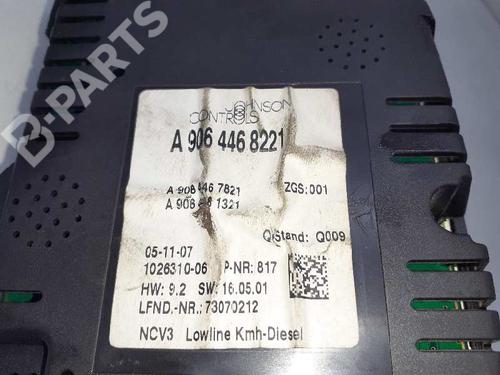 B-PARTS
JOHNSON
CONTROLS
A 906 446 8221
A 906 446 7821 ZGS:001
1321
Q-Stand: Q009
05-11-07
1026310-06 P-NR: 817
HW: 9.2 SW: 16.05.01
LFND.-NR.: 73070212
NCV3 Lowline Kmh-Diesel